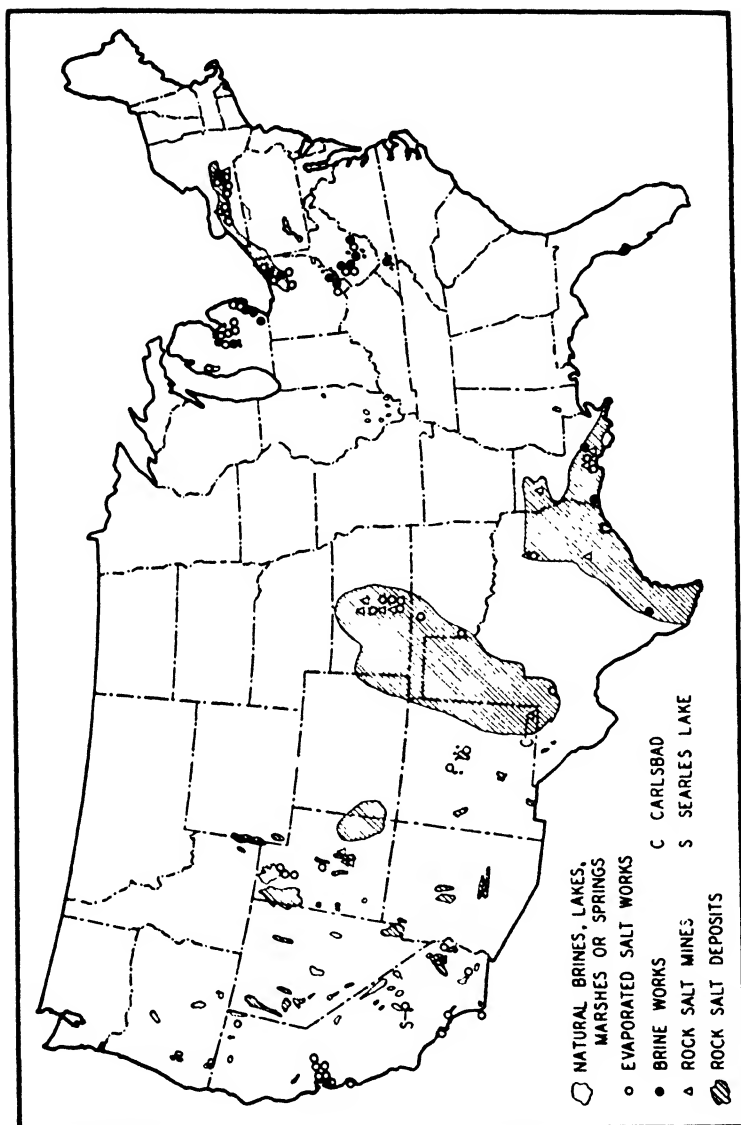 NATURAL BRINES, LAKES,
MARSHES OR SPRINGS
EVAPORATED SALT WORKS
BRINE WORKS
ROCK SALT MINES
ROCK SALT DEPOSITS
C CARLSBAD
S SEARLES LAKE
C
S